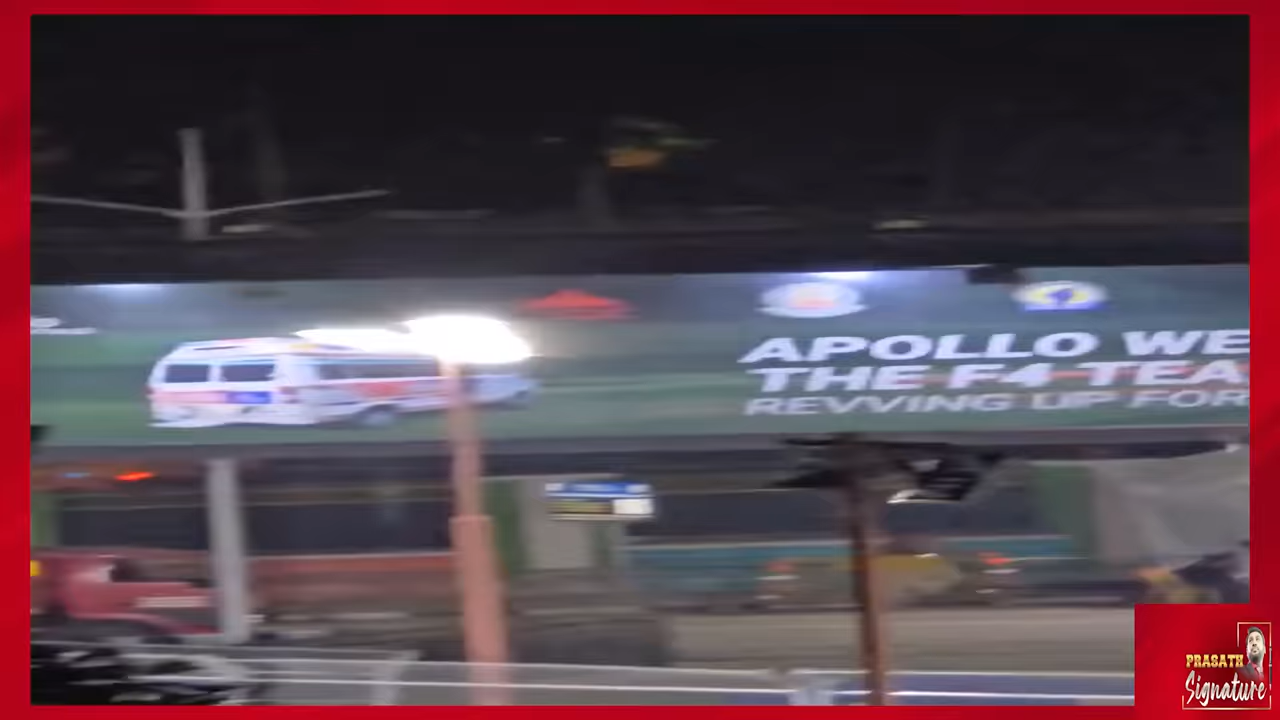 APOLLO WE
THE F4 TEA
REVVING UP FOR
PRASATH
Signature